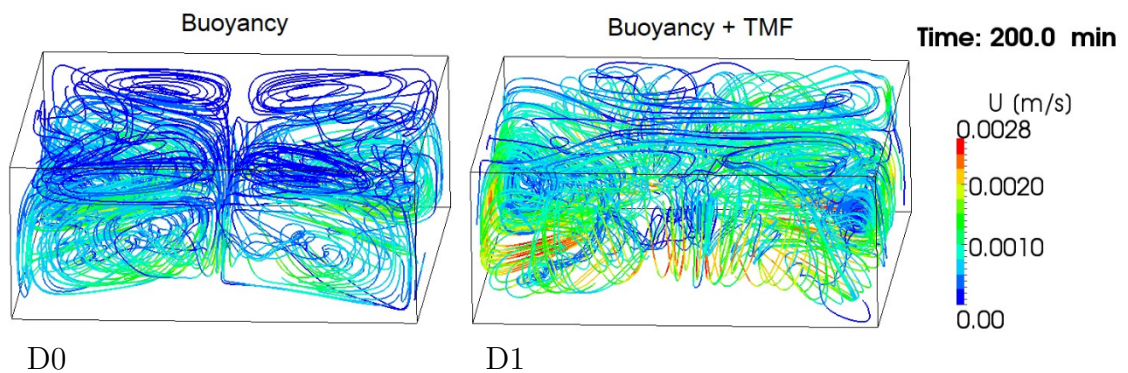 Buoyancy
Buoyancy + TMF
Time: 200.0 min
U (m/s)
0.0028
0.0020
0.0010
0.00
D0
D1